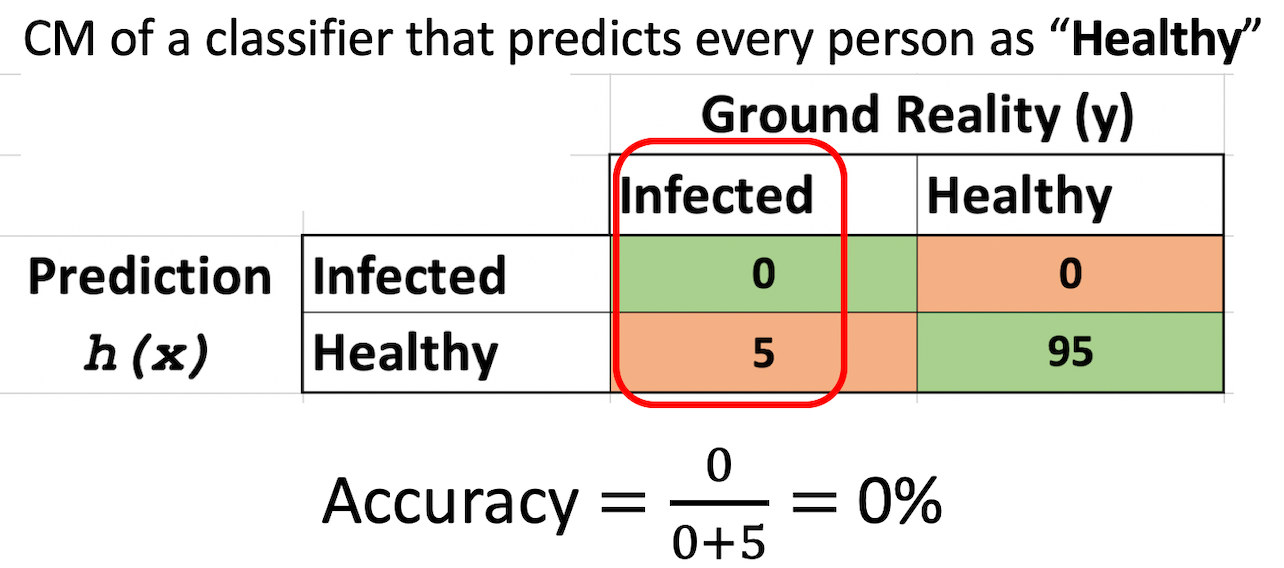 CM of a classifier that predicts every person as “Healthy”
Ground Reality (y)
Infected Healthy
Prediction Infected 0 0
h(x) Healthy 5 95
Accuracy = 0/0+5 = 0%